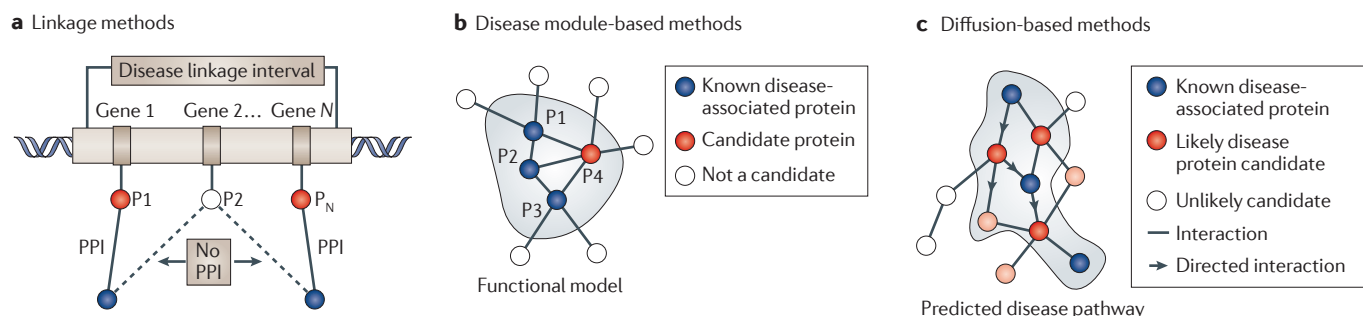 a Linkage methods
Disease linkage interval
Gene 1 Gene 2... Gene N
P1 P2 PN
PPI PPI
No
PPI
b Disease module-based methods
P1
P2
P4
P3
Functional model
Known disease-
associated protein
Candidate protein
Not a candidate
c Diffusion-based methods
Predicted disease pathway
Known disease-
associated protein
Likely disease
protein candidate
Unlikely candidate
Interaction
Directed interaction